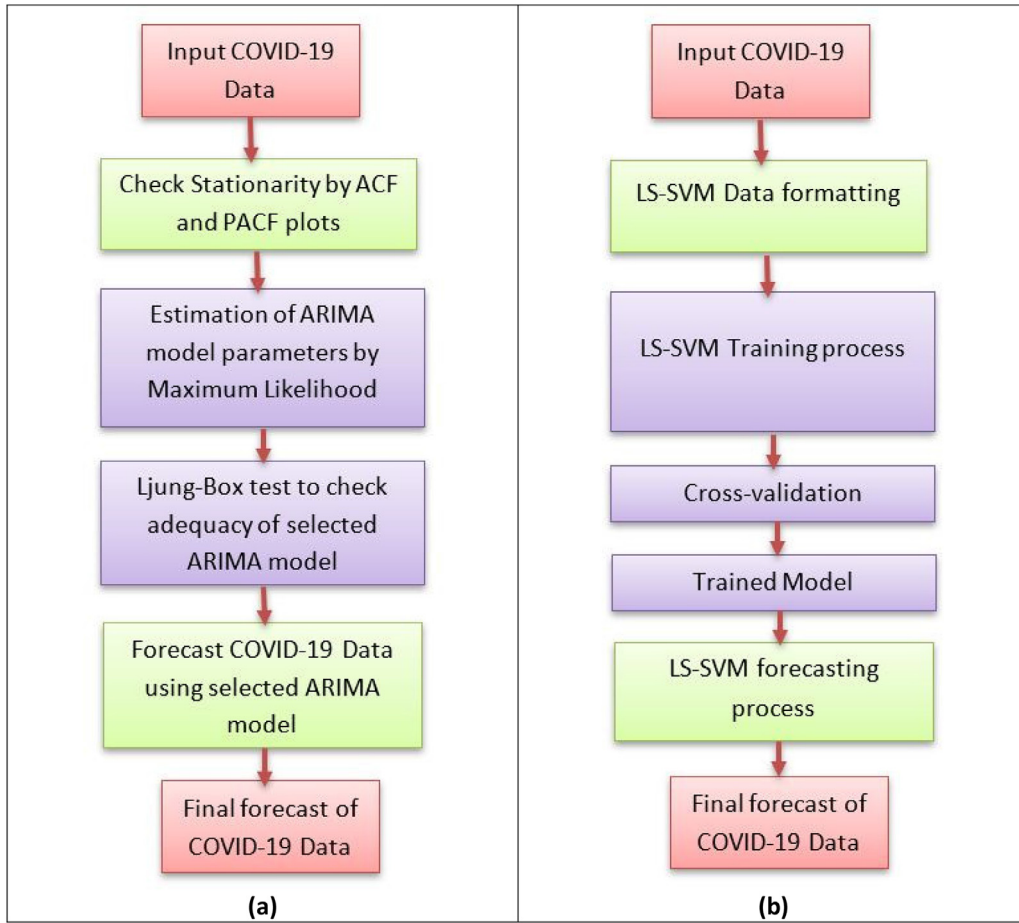 Input COVID-19
Data
Check Stationarity by ACF
and PACF plots
Estimation of ARIMA
model parameters by
Maximum Likelihood
Ljung-Box test to check
adequacy of selected
ARIMA model
Forecast COVID-19 Data
using selected ARIMA
model
Final forecast of
COVID-19 Data
(a)
Input COVID-19
Data
LS-SVM Data formatting
LS-SVM Training process
Cross-validation
Trained Model
LS-SVM forecasting
process
Final forecast of
COVID-19 Data
(b)